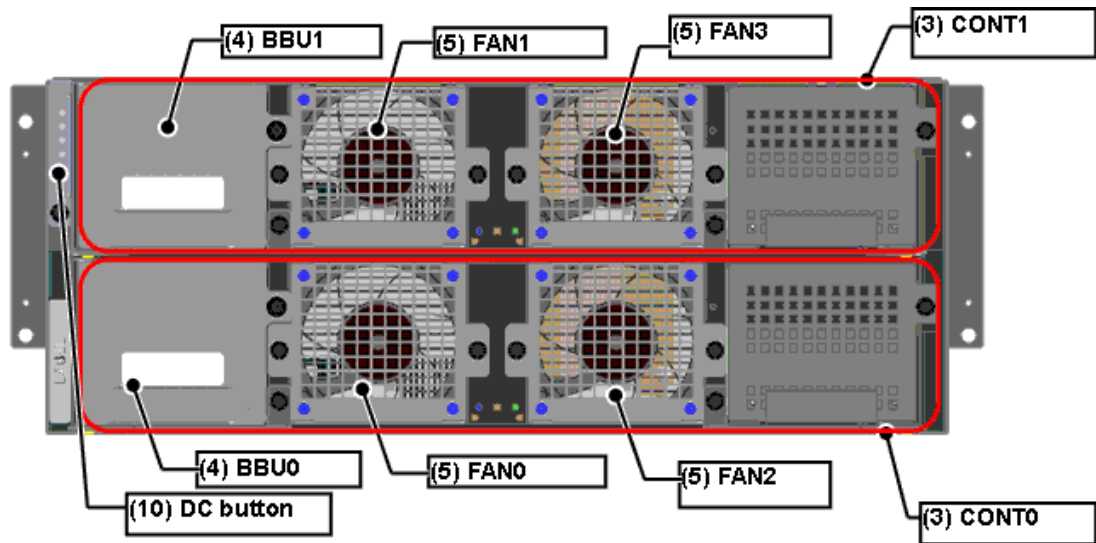 (4) BBU1
(5) FAN1
(5) FAN3
(3) CONT1
LABEL
(4) BBU0
(5) FAN0
(5) FAN2
(10) DC button
(3) CONT0